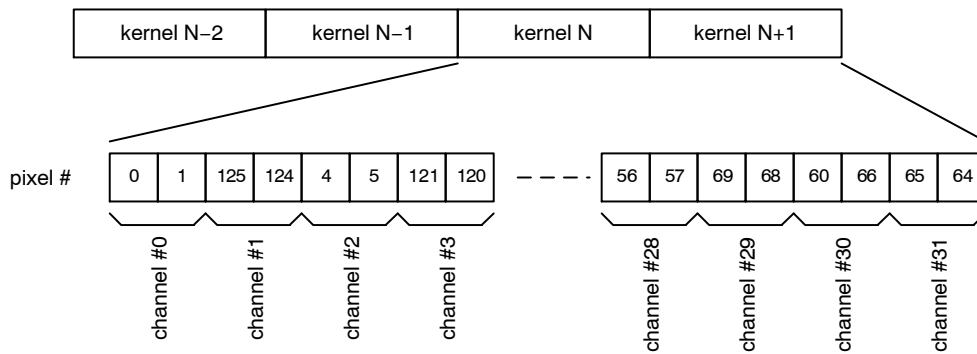 kernel N−2 kernel N−1 kernel N kernel N+1
pixel # 0 1 125 124 4 5 121 120 56 57 69 68 60 66 65 64
channel #0 channel #1 channel #2 channel #3 channel #28 channel #29 channel #30 channel #31